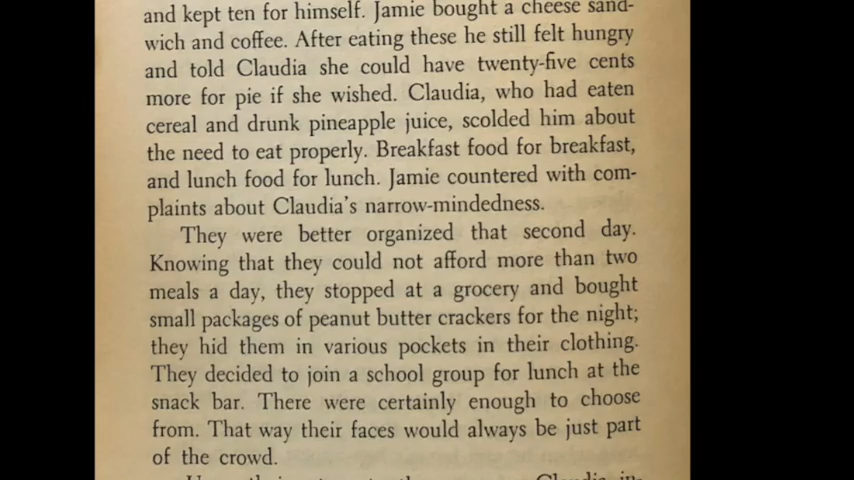 and kept ten for himself. Jamie bought a cheese sand-
wich and coffee. After eating these he still felt hungry
and told Claudia she could have twenty-five cents
more for pie if she wished. Claudia, who had eaten
cereal and drunk pineapple juice, scolded him about
the need to eat properly. Breakfast food for breakfast,
and lunch food for lunch. Jamie countered with com-
plaints about Claudia's narrow-mindedness.
They were better organized that second day.
Knowing that they could not afford more than two
meals a day, they stopped at a grocery and bought
small packages of peanut butter crackers for the night;
they hid them in various pockets in their clothing.
They decided to join a school group for lunch at the
snack bar. There were certainly enough to choose
from. That way their faces would always be just part
of the crowd.
Claudia in-